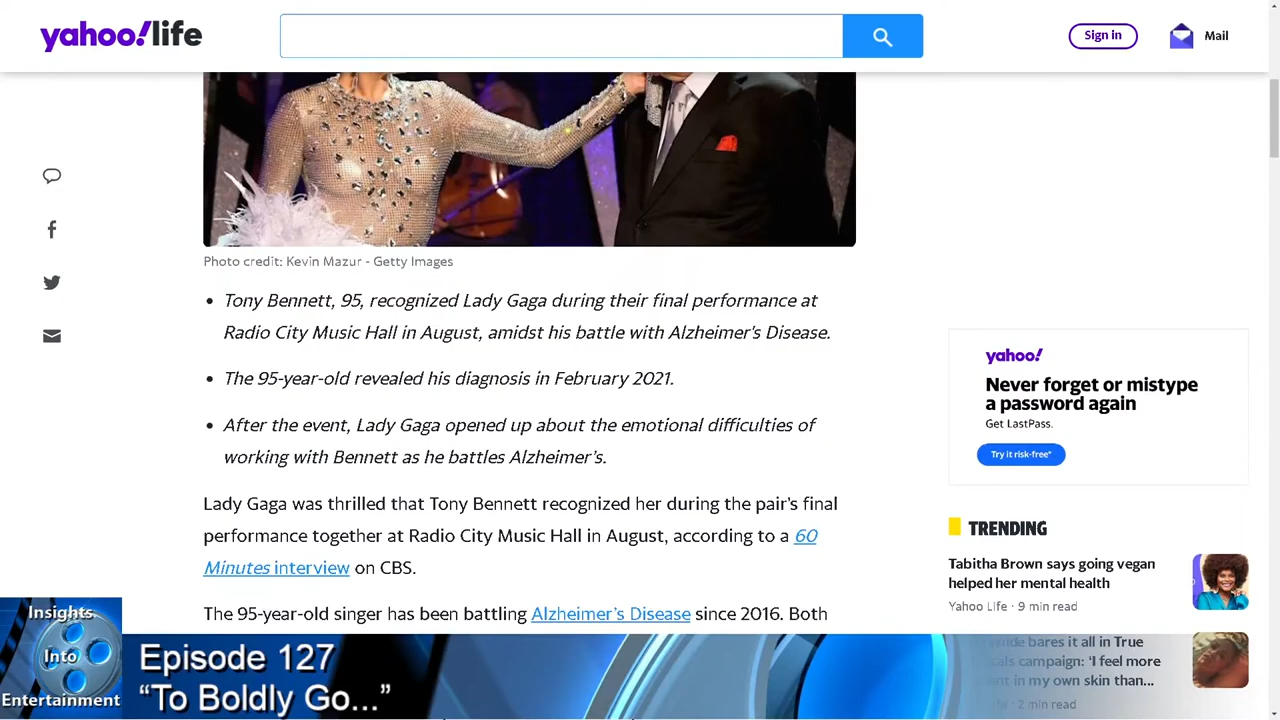 yahoo!life
Sign in
Mail
Photo credit: Kevin Mazur - Getty Images
• Tony Bennett, 95, recognized Lady Gaga during their final performance at
Radio City Music Hall in August, amidst his battle with Alzheimer's Disease.
• The 95-year-old revealed his diagnosis in February 2021.
• After the event, Lady Gaga opened up about the emotional difficulties of
working with Bennett as he battles Alzheimer's.
Lady Gaga was thrilled that Tony Bennett recognized her during the pair's final
performance together at Radio City Music Hall in August, according to a 60
Minutes interview on CBS.
The 95-year-old singer has been battling Alzheimer's Disease since 2016. Both
yahoo!
Never forget or mistype
a password again
Get LastPass.
Try it risk-free*
TRENDING
Tabitha Brown says going vegan
helped her mental health
Yahoo Life · 9 min read
bares it all in True
campaign: 'I feel more
in my own skin than...
· 2 min read
Insights
Into
Entertainment
Episode 127
"To Boldly Go..."